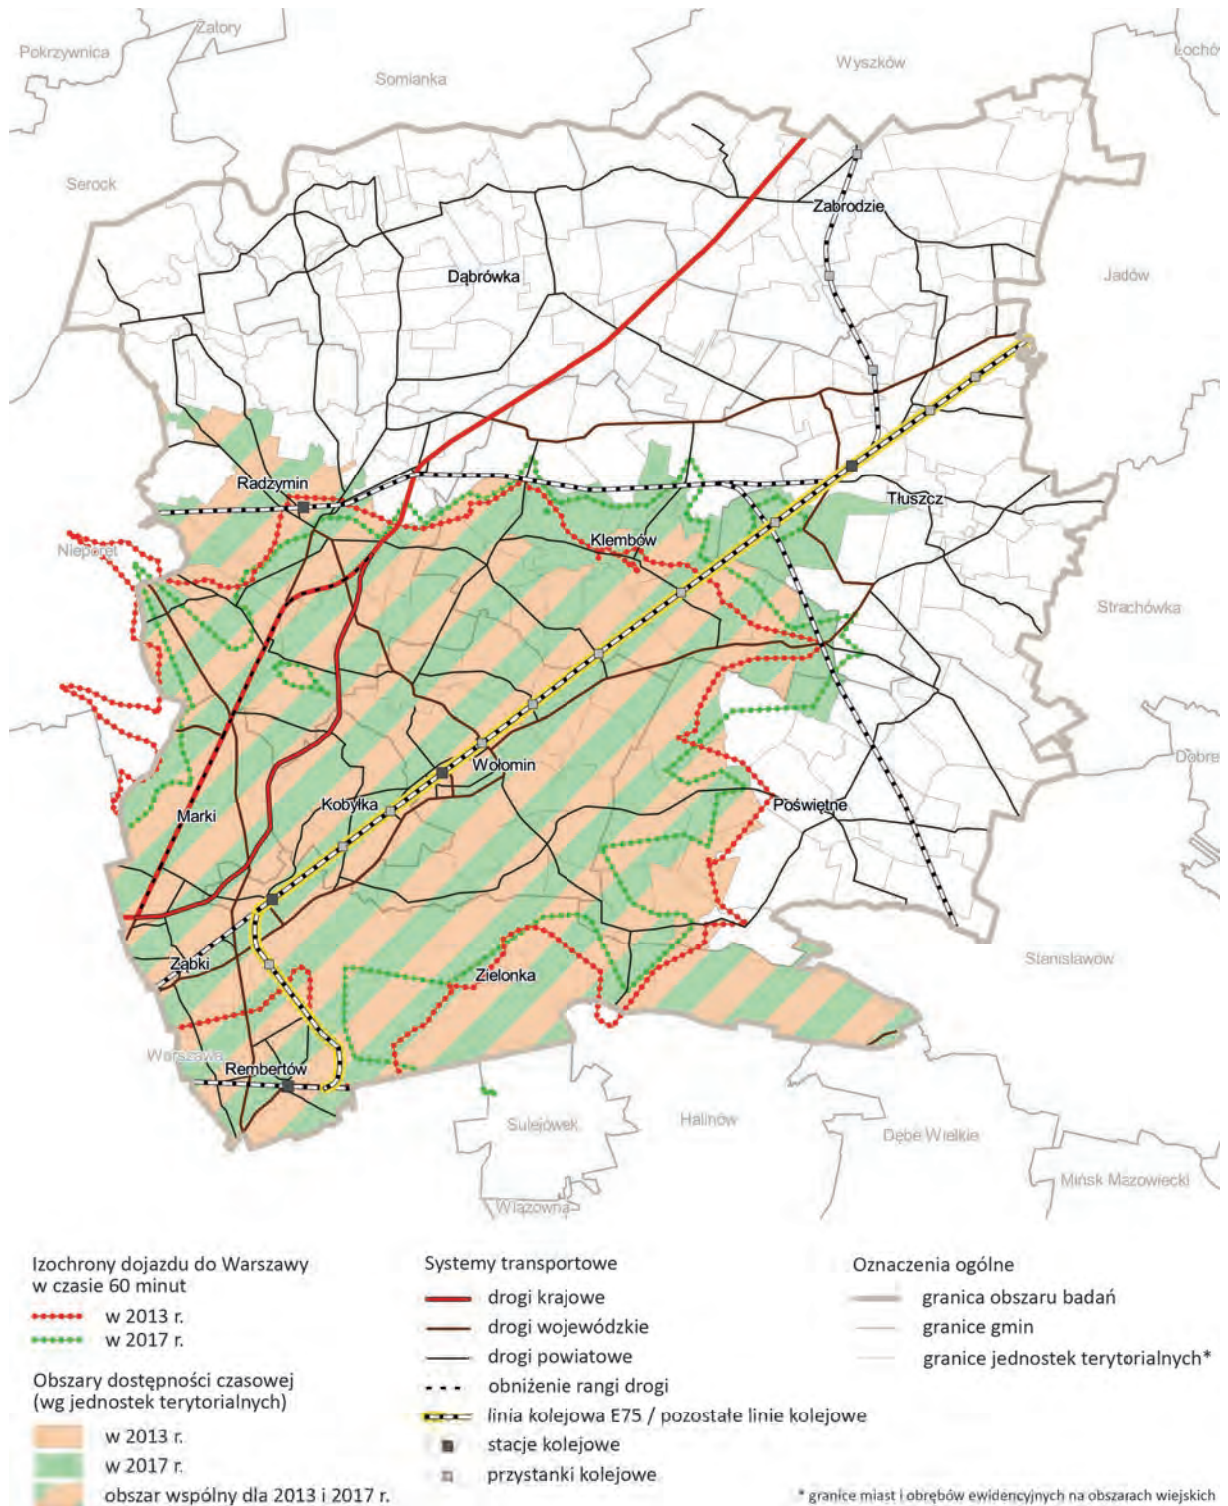 Zatory
Pokrzywnica
Somianka
Wyszków
Łochów
Serock
Zabrodzie
Dąbrówka
Jadów
Radzymin
Tłuszcz
Nieporęt
Klembów
Strachówka
Dobre
Wołomin
Kobyłka
Marki
Poświętne
Stanisławów
Ząbki
Zielonka
Warszawa
Rembertów
Sulejówek
Halinów
Dębe Wielkie
Mińsk Mazowiecki
Wiązowna
Izochrony dojazdu do Warszawy
w czasie 60 minut
w 2013 r.
w 2017 r.
Obszary dostępności czasowej
(wg jednostek terytorialnych)
w 2013 r.
w 2017 r.
obszar wspólny dla 2013 i 2017 r.
Systemy transportowe
drogi krajowe
drogi wojewódzkie
drogi powiatowe
obniżenie rangi drogi
linia kolejowa E75 / pozostałe linie kolejowe
stacje kolejowe
przystanki kolejowe
Oznaczenia ogólne
granica obszaru badań
granice gmin
granice jednostek terytorialnych*
* granice miast i obrębów ewidencyjnych na obszarach wiejskich